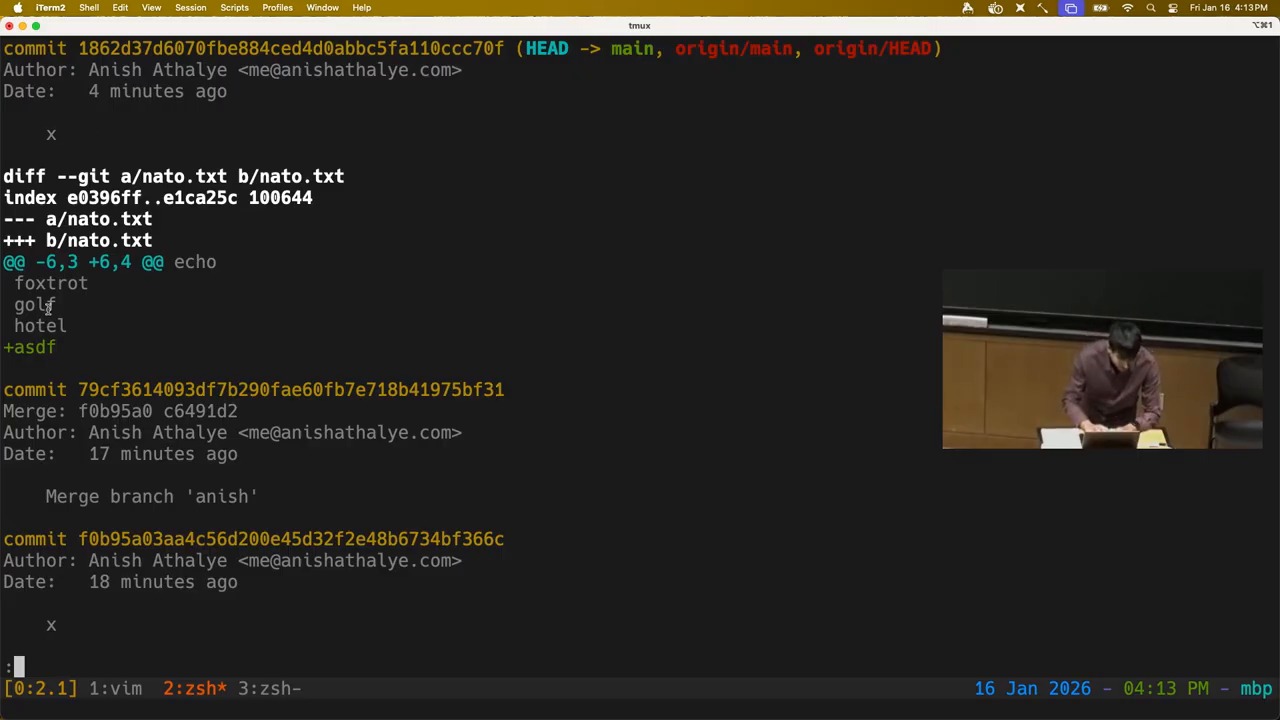 iTerm2 Shell Edit View Session Scripts Profiles Window Help Fri Jan 16 4:13 PM
tmux ⌥⌘1
commit 1862d37d6070fbe884ced4d0abbc5fa110ccc70f (HEAD -> main, origin/main, origin/HEAD)
Author: Anish Athalye <me@anishathalye.com>
Date:   4 minutes ago
x
diff --git a/nato.txt b/nato.txt
index e0396ff..e1ca25c 100644
--- a/nato.txt
+++ b/nato.txt
@@ -6,3 +6,4 @@ echo
foxtrot
golf
hotel
+asdf
commit 79cf3614093df7b290fae60fb7e718b41975bf31
Merge: f0b95a0 c6491d2
Author: Anish Athalye <me@anishathalye.com>
Date:   17 minutes ago
Merge branch 'anish'
commit f0b95a03aa4c56d200e45d32f2e48b6734bf366c
Author: Anish Athalye <me@anishathalye.com>
Date:   18 minutes ago
x
:
[0:2.1] 1:vim 2:zsh* 3:zsh- 16 Jan 2026 - 04:13 PM - mbp